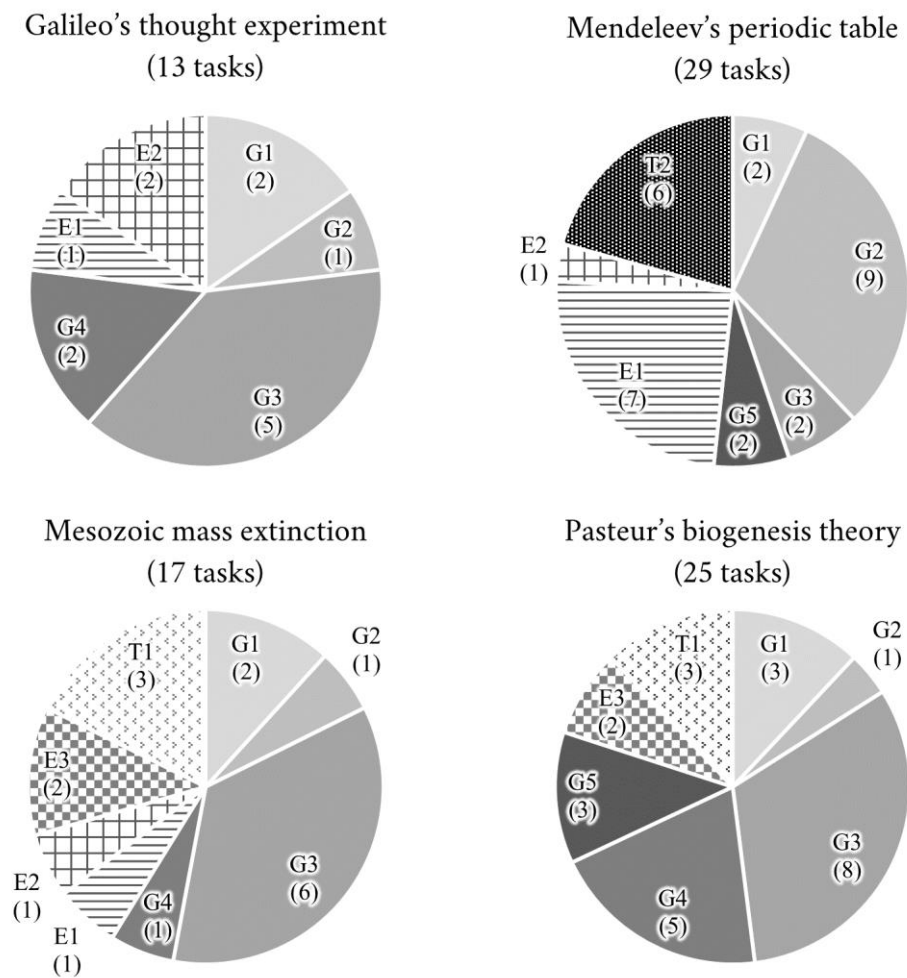 Galileo’s thought experiment
(13 tasks)
G1
(2)
G2
(1)
G3
(5)
G4
(2)
E1
(1)
E2
(2)
Mendeleev’s periodic table
(29 tasks)
G1
(2)
G2
(9)
G3
(2)
G5
(2)
E1
(7)
E2
(1)
T2
(6)
Mesozoic mass extinction
(17 tasks)
G1
(2)
G2
(1)
G3
(6)
G4
(1)
E1
(1)
E2
(1)
E3
(2)
T1
(3)
Pasteur’s biogenesis theory
(25 tasks)
G1
(3)
G2
(1)
G3
(8)
G4
(5)
G5
(3)
E3
(2)
T1
(3)